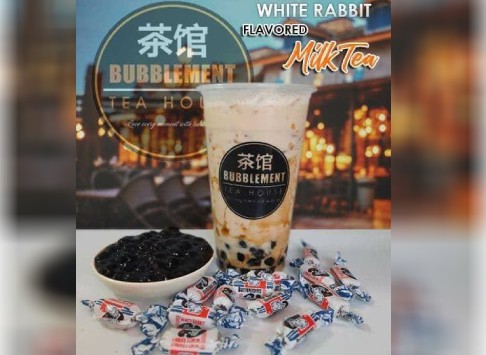 WHITE RABBIT
FLAVORED
Milk Tea
茶馆
BUBBLEMENT
TEA HOUSE
茶馆
BUBBLEMENT
TEA HOUSE